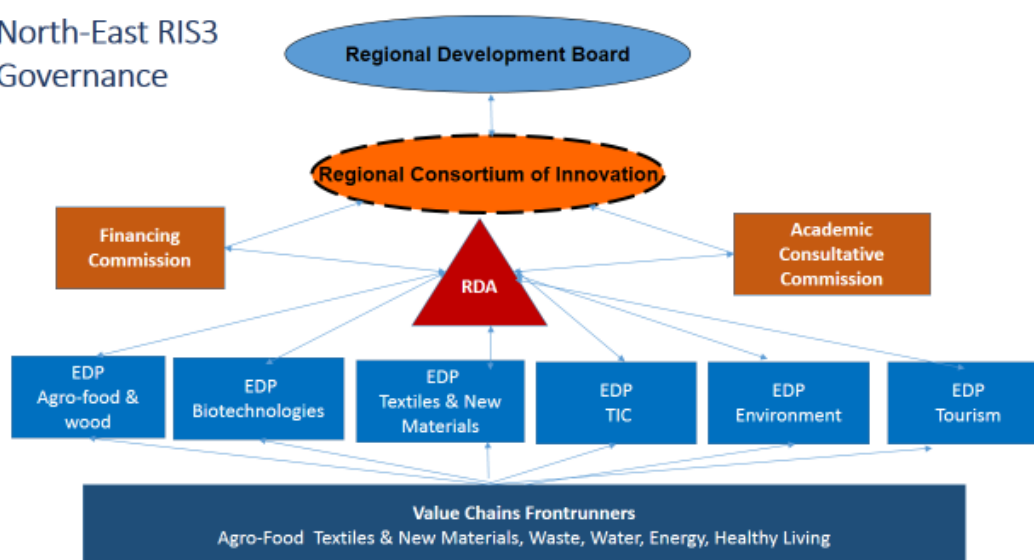 North-East RIS3
Governance
Regional Development Board
Regional Consortium of Innovation
Financing
Commission
Academic
Consultative
Commission
RDA
EDP
Agro-food &
wood
EDP
Biotechnologies
EDP
Textiles & New
Materials
EDP
TIC
EDP
Environment
EDP
Tourism
Value Chains Frontrunners
Agro-Food  Textiles & New Materials, Waste, Water, Energy, Healthy Living